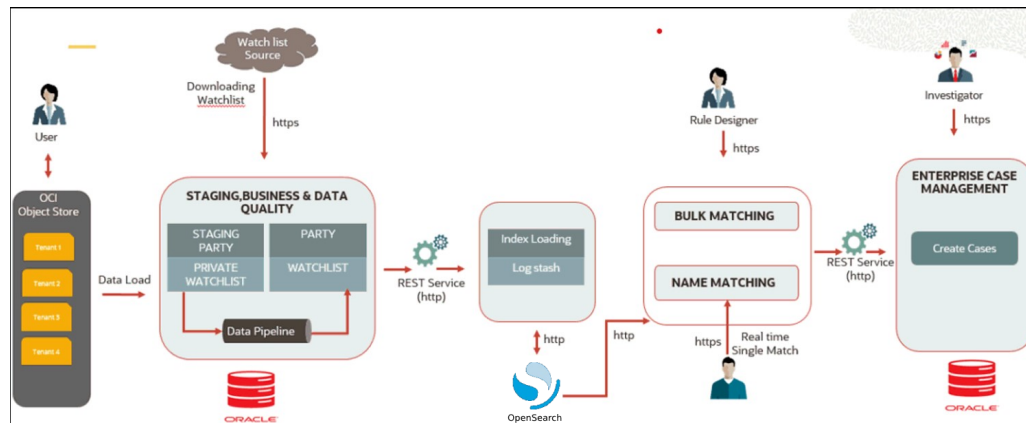 Watch list
Source
Downloading
Watchlist
https
User
OCI
Object Store
Tenant 1
Tenant 2
Tenant 3
Tenant 4
Data Load
STAGING,BUSINESS & DATA
QUALITY
STAGING
PARTY
PARTY
PRIVATE
WATCHLIST
WATCHLIST
Data Pipeline
ORACLE
REST Service
(http)
Index Loading
Log stash
http
OpenSearch
http
Rule Designer
https
BULK MATCHING
NAME MATCHING
https
Real time
Single Match
REST Service
(http)
Investigator
https
ENTERPRISE CASE
MANAGEMENT
Create Cases
ORACLE